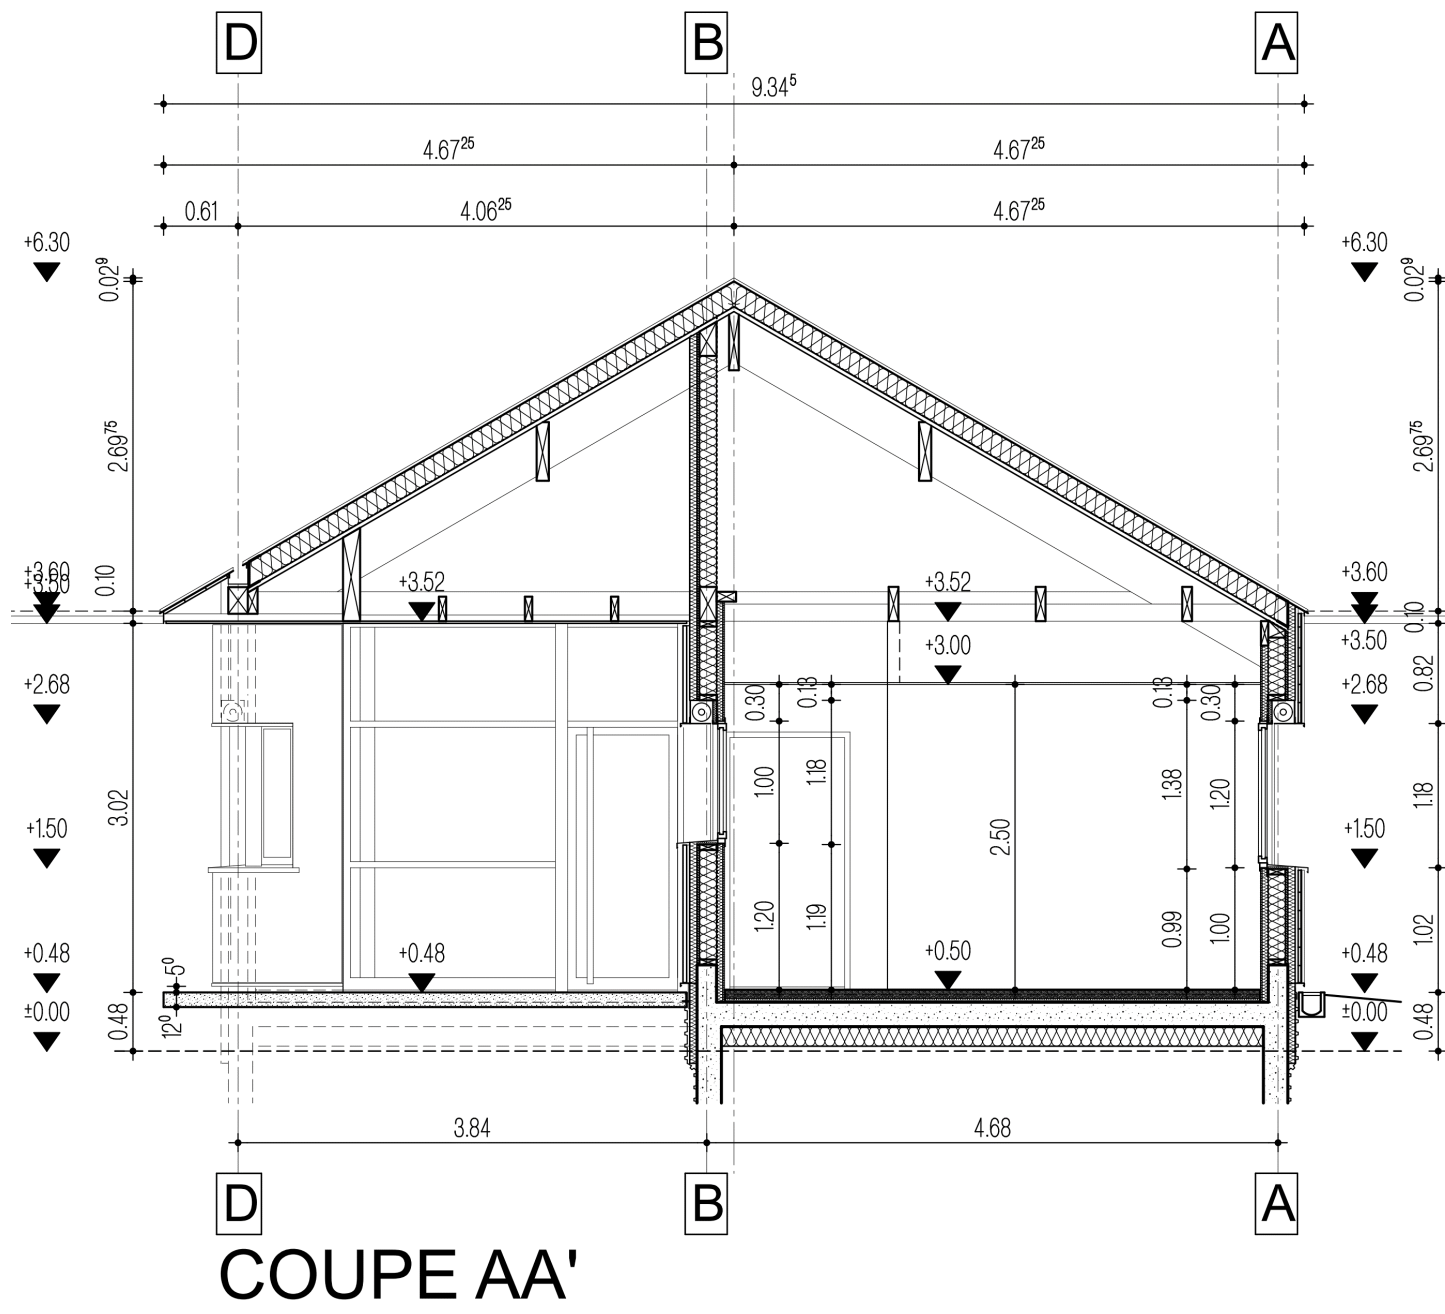 D B A
9.34⁵
4.67²⁵ 4.67²⁵
0.61 4.06²⁵ 4.67²⁵
+6.30 +6.30
0.02⁹ 0.02⁹
2.69⁷⁵ 2.69⁷⁵
+3.60 0.10 +3.52 +3.52 +3.60
+3.50 0.10
+3.00 +3.50
+2.68 0.30 0.13 0.13 0.30 +2.68 0.82
3.02 1.00 1.18 1.38 1.20 1.18
+1.50 2.50 +1.50
1.20 1.19 0.99 1.00 1.02
+0.48 5⁰ +0.48 +0.50 +0.48
±0.00 0.48 12⁰ ±0.00 0.48
3.84 4.68
D B A
COUPE AA'